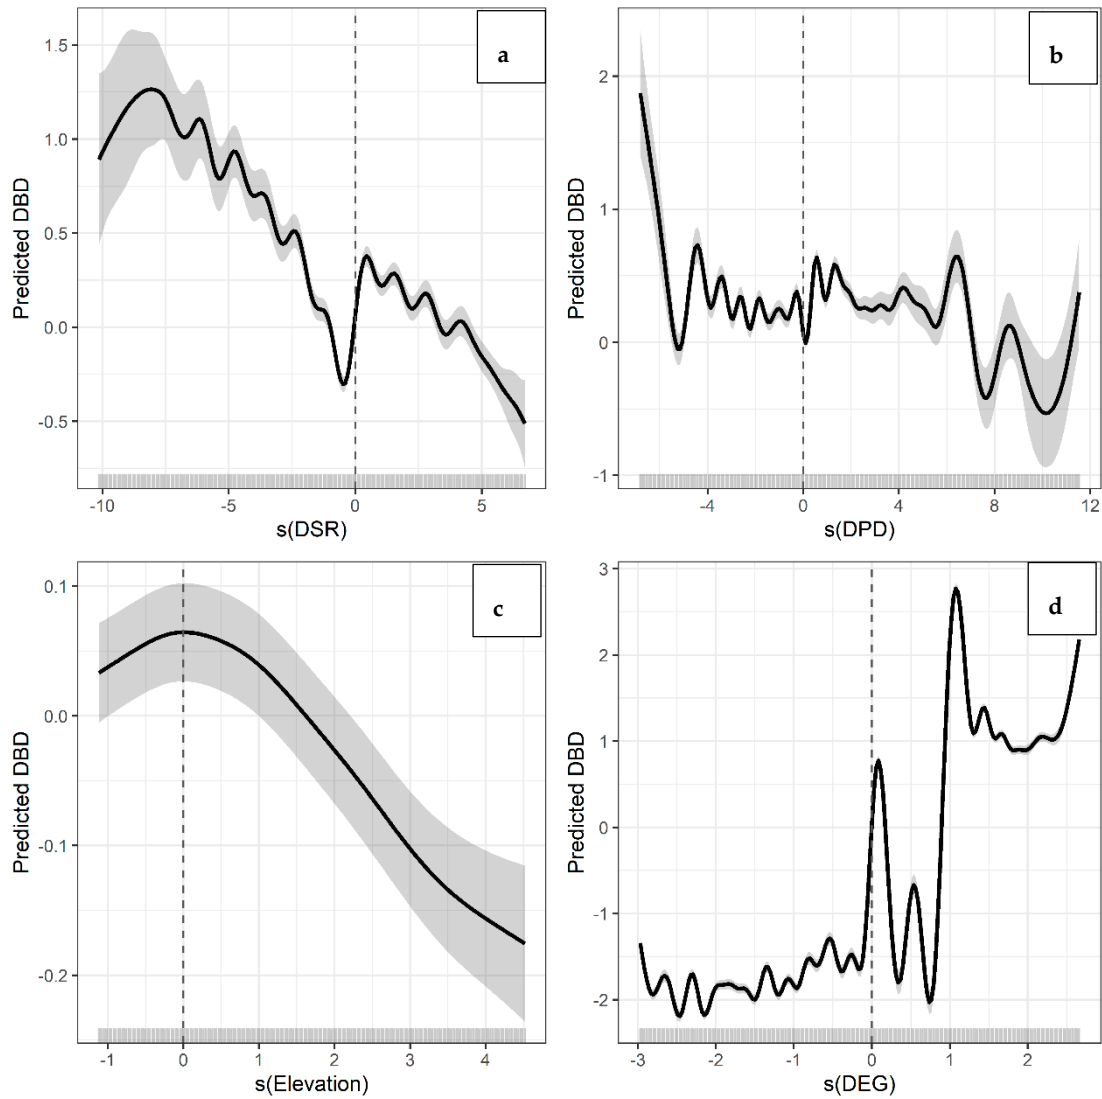 a
1.5
1.0
0.5
0.0
-0.5
Predicted DBD
-10 -5 0 5
s(DSR)
b
2
1
0
-1
Predicted DBD
-4 0 4 8 12
s(DPD)
c
0.1
0.0
-0.1
-0.2
Predicted DBD
-1 0 1 2 3 4
s(Elevation)
d
3
2
1
0
-1
-2
Predicted DBD
-3 -2 -1 0 1 2
s(DEG)